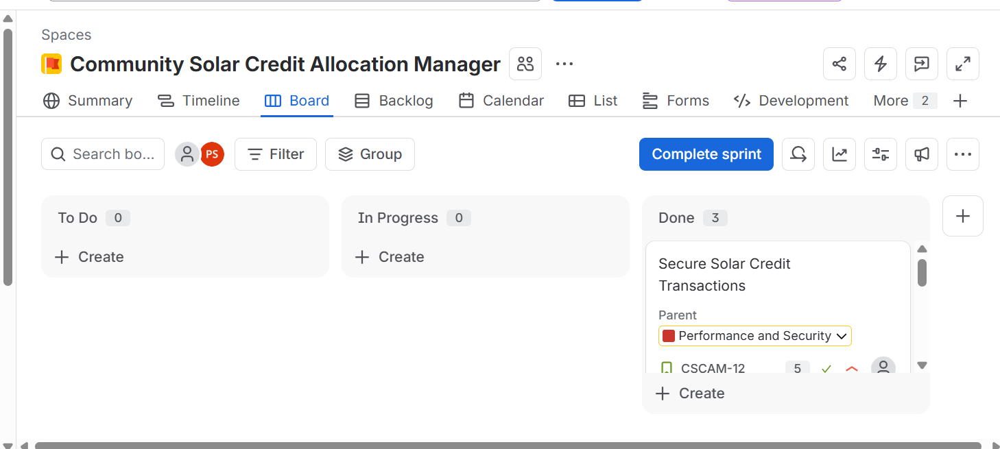 Spaces
Community Solar Credit Allocation Manager
Summary Timeline Board Backlog Calendar List Forms Development More 2
Search bo... PS Filter Group Complete sprint
To Do 0
Create
In Progress 0
Create
Done 3
Secure Solar Credit
Transactions
Parent
Performance and Security
CSCAM-12 5
Create